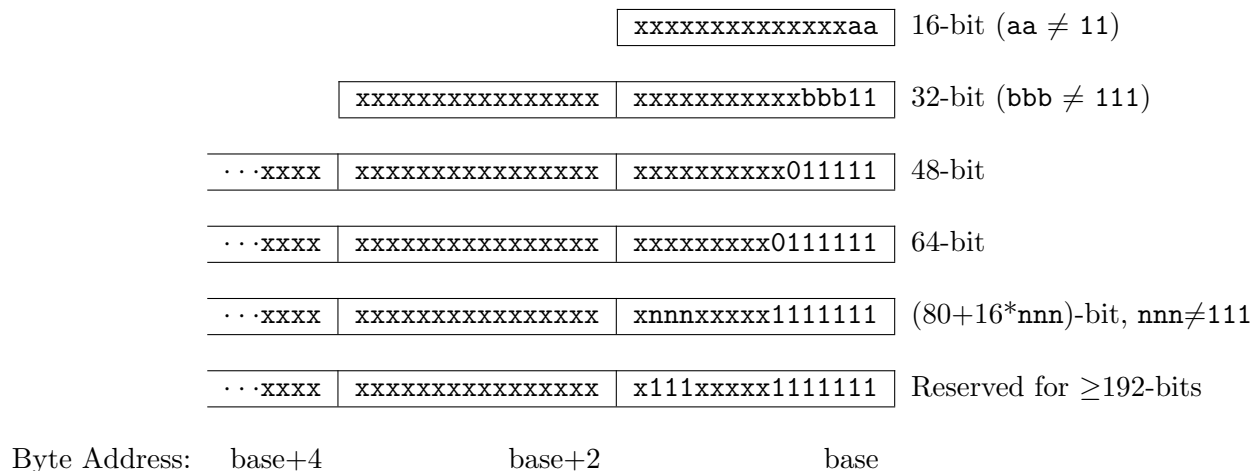 xxxxxxxxxxxxxxaa 16-bit (aa ≠ 11)
xxxxxxxxxxxxxxxx xxxxxxxxxxxbbb11 32-bit (bbb ≠ 111)
···xxxx xxxxxxxxxxxxxxxx xxxxxxxxxx011111 48-bit
···xxxx xxxxxxxxxxxxxxxx xxxxxxxxx0111111 64-bit
···xxxx xxxxxxxxxxxxxxxx xnnnxxxxx1111111 (80+16*nnn)-bit, nnn≠111
···xxxx xxxxxxxxxxxxxxxx x111xxxxx1111111 Reserved for ≥192-bits
Byte Address: base+4 base+2 base